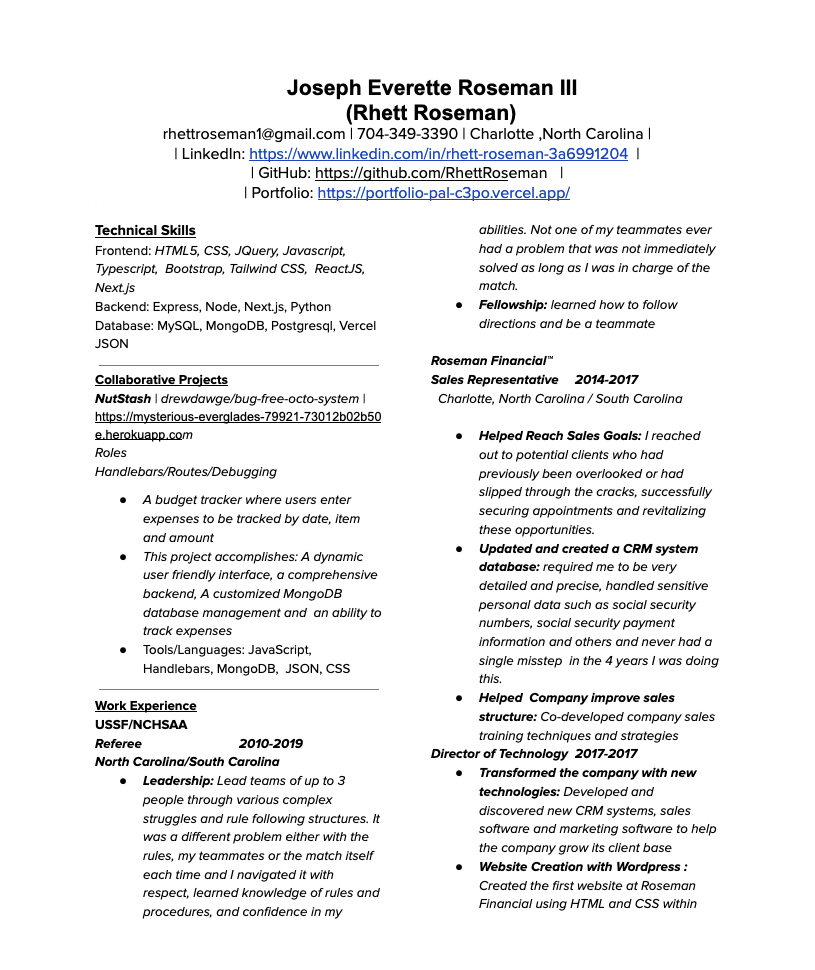 Joseph Everette Roseman III
(Rhett Roseman)
rhettroseman1@gmail.com | 704-349-3390 | Charlotte ,North Carolina |
| LinkedIn: https://www.linkedin.com/in/rhett-roseman-3a6991204 |
| GitHub: https://github.com/RhettRoseman |
| Portfolio: https://portfolio-pal-c3po.vercel.app/
Technical Skills
Frontend: HTML5, CSS, JQuery, Javascript,
Typescript, Bootstrap, Tailwind CSS, ReactJS,
Next.js
Backend: Express, Node, Next.js, Python
Database: MySQL, MongoDB, Postgresql, Vercel
JSON
Collaborative Projects
NutStash | drewdawge/bug-free-octo-system |
https://mysterious-everglades-79921-73012b02b50
e.herokuapp.com
Roles
Handlebars/Routes/Debugging
● A budget tracker where users enter
expenses to be tracked by date, item
and amount
● This project accomplishes: A dynamic
user friendly interface, a comprehensive
backend, A customized MongoDB
database management and an ability to
track expenses
● Tools/Languages: JavaScript,
Handlebars, MongoDB, JSON, CSS
Work Experience
USSF/NCHSAA
Referee 2010-2019
North Carolina/South Carolina
● Leadership: Lead teams of up to 3
people through various complex
struggles and rule following structures. It
was a different problem either with the
rules, my teammates or the match itself
each time and I navigated it with
respect, learned knowledge of rules and
procedures, and confidence in my
abilities. Not one of my teammates ever
had a problem that was not immediately
solved as long as I was in charge of the
match.
● Fellowship: learned how to follow
directions and be a teammate
Roseman Financial™
Sales Representative 2014-2017
Charlotte, North Carolina / South Carolina
● Helped Reach Sales Goals: I reached
out to potential clients who had
previously been overlooked or had
slipped through the cracks, successfully
securing appointments and revitalizing
these opportunities.
● Updated and created a CRM system
database: required me to be very
detailed and precise, handled sensitive
personal data such as social security
numbers, social security payment
information and others and never had a
single misstep in the 4 years I was doing
this.
● Helped Company improve sales
structure: Co-developed company sales
training techniques and strategies
Director of Technology 2017-2017
● Transformed the company with new
technologies: Developed and
discovered new CRM systems, sales
software and marketing software to help
the company grow its client base
● Website Creation with Wordpress :
Created the first website at Roseman
Financial using HTML and CSS within